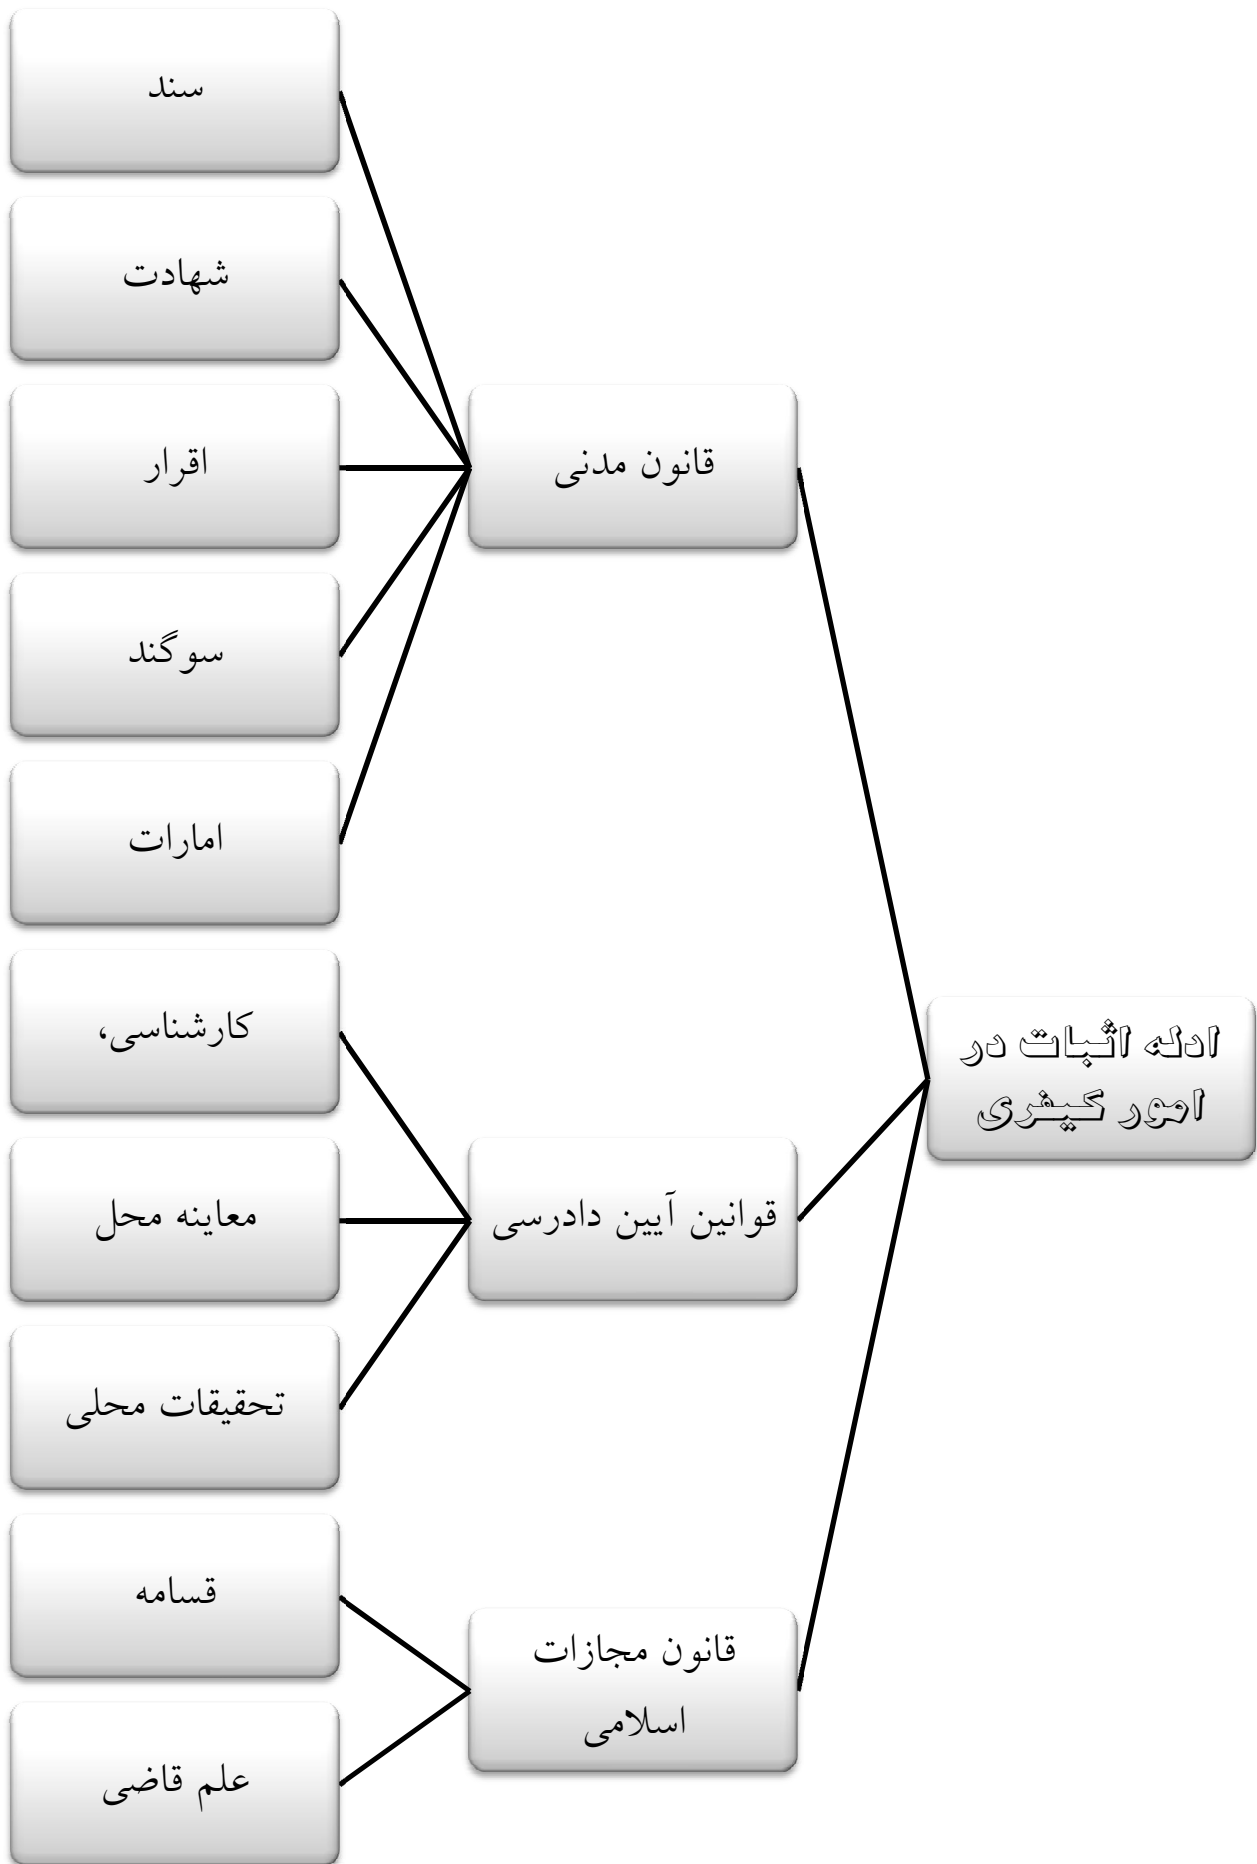 ادله اثبات در
امور کیفری
قانون مدنی
سند
شهادت
اقرار
سوگند
امارات
قوانین آیین دادرسی
کارشناسی،
معاینه محل
تحقیقات محلی
قانون مجازات
اسلامی
قسامه
علم قاضی